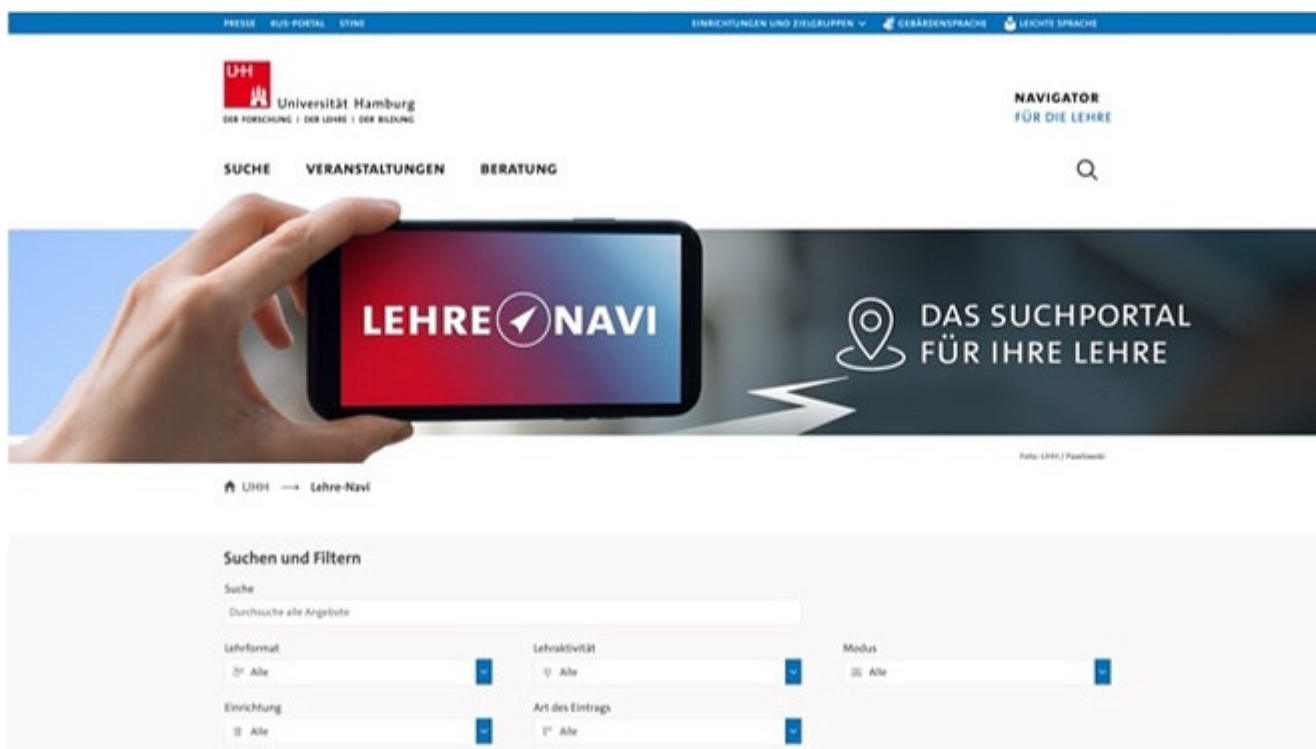 PRESSE KUS-PORTAL STINE EINRICHTUNGEN UND ZIELGRUPPEN GEBÄRDENSPRACHE LEICHTE SPRACHE
UHH
Universität Hamburg
DER FORSCHUNG | DER LEHRE | DER BILDUNG
NAVIGATOR
FÜR DIE LEHRE
SUCHE VERANSTALTUNGEN BERATUNG
LEHRE NAVI
DAS SUCHPORTAL
FÜR IHRE LEHRE
Foto: UHH / Pawlowski
UHH → Lehre-Navi
Suchen und Filtern
Suche
Durchsuche alle Angebote
Lehrformat Lehraktivität Modus
Alle Alle Alle
Einrichtung Art des Eintrags
Alle Alle